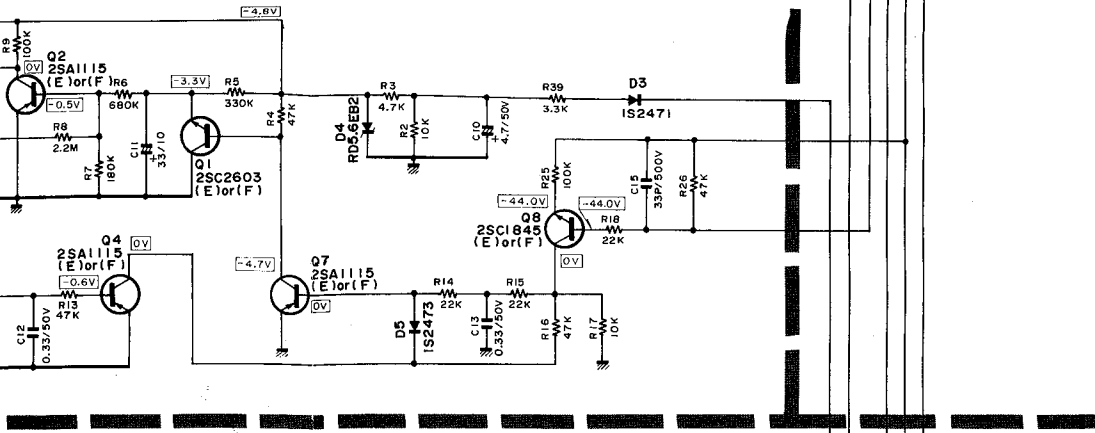 -4.8V
R9
100K
Q2
2SA1115
(E)or(F)
0V
-0.5V
R6
680K
-3.3V
R5
330K
R4
47K
R8
2.2M
R7
180K
C11
33/10
+
Q1
2SC2603
(E)or(F)
D4
RD5.6EB2
R3
4.7K
R2
10K
C10
4.7/50V
+
R39
3.3K
D3
1S2471
R25
100K
C15
33P/500V
R26
47K
-44.0V
-44.0V
Q8
2SC1845
(E)or(F)
R18
22K
0V
Q4
2SA1115
(E)or(F)
0V
-0.6V
R13
47K
C12
0.33/50V
-4.7V
Q7
2SA1115
(E)or(F)
0V
D5
1S2473
R14
22K
C13
0.33/50V
R15
22K
R16
47K
R17
10K